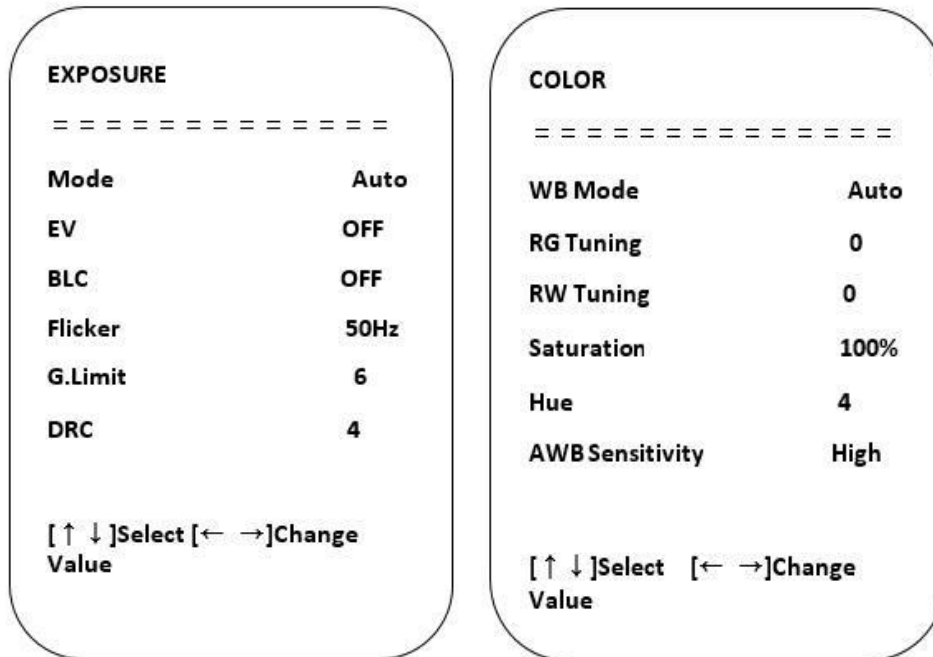 EXPOSURE
= = = = = = = = = = = = =
Mode Auto
EV OFF
BLC OFF
Flicker 50Hz
G.Limit 6
DRC 4
[ ↑ ↓ ]Select [← →]Change
Value
COLOR
= = = = = = = = = = = = = =
WB Mode Auto
RG Tuning 0
RW Tuning 0
Saturation 100%
Hue 4
AWB Sensitivity High
[ ↑ ↓ ]Select [← →]Change
Value